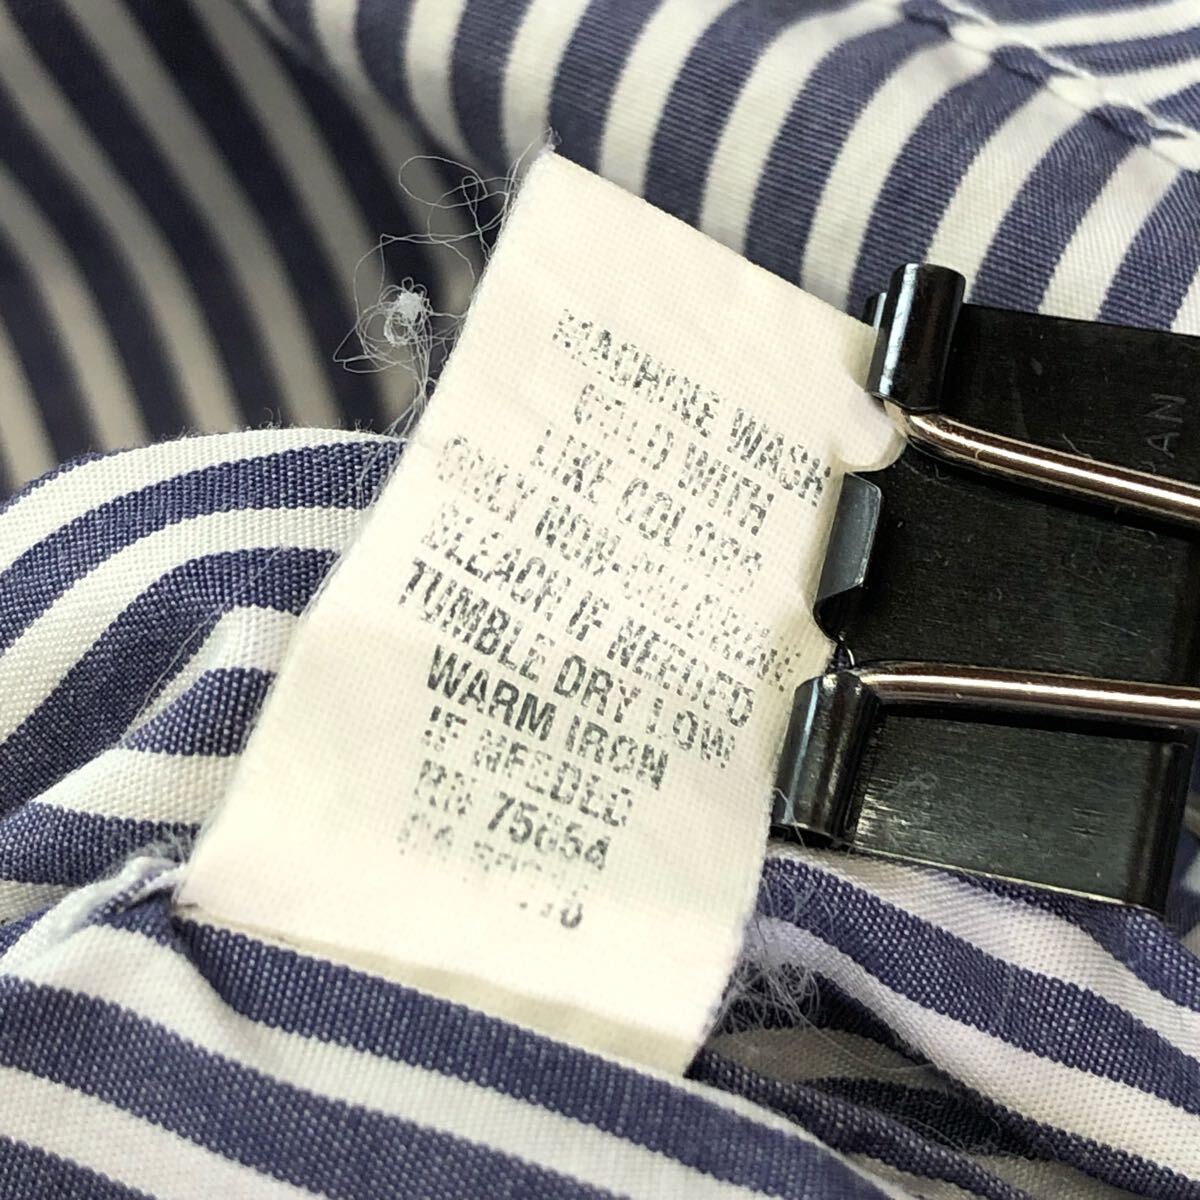 MACHINE WASH
COLD WITH
LIKE COLORS
ONLY NON-CHLORINE
BLEACH IF NEEDED
TUMBLE DRY LOW
WARM IRON
IF NEEDED
RN 75654
CA